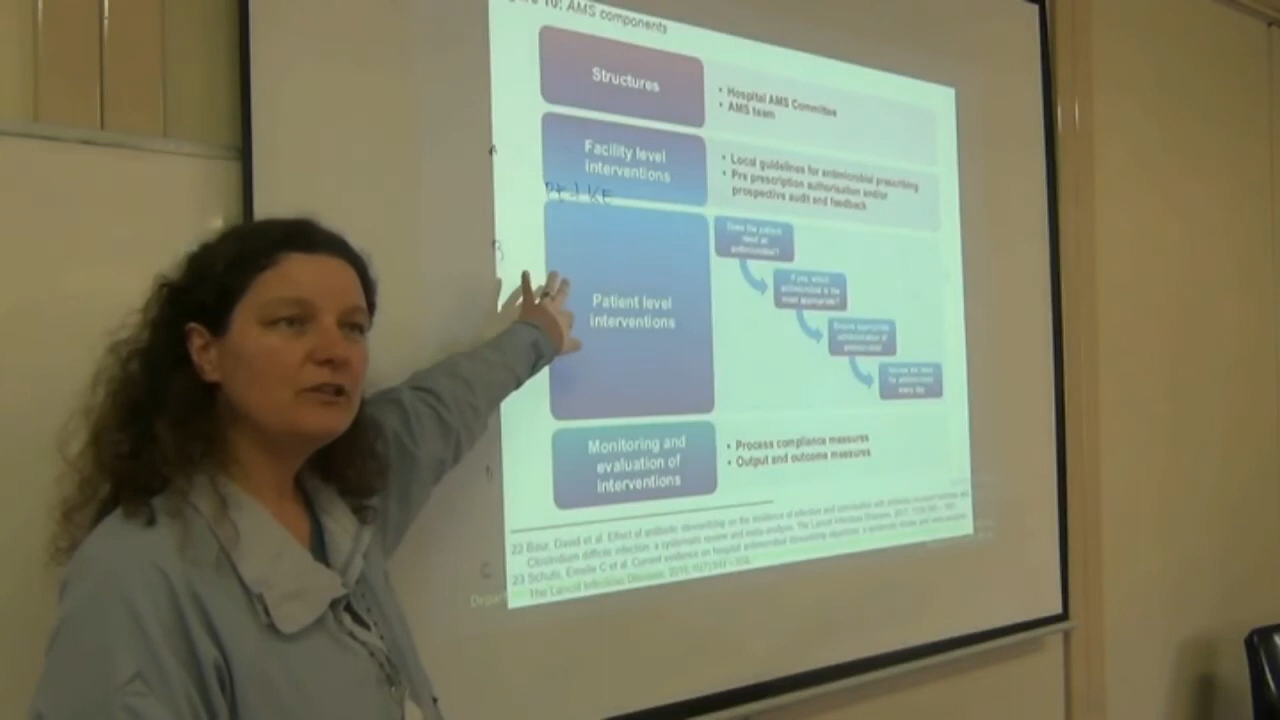 10: AMS components
Structures
• Hospital AMS Committee
• AMS team
Facility level
interventions
• Local guidelines for antimicrobial prescribing
• Pre prescription authorisation and/or
prospective audit and feedback
Patient level
interventions
Does the patient
need an
antimicrobial?
If yes, which
antimicrobial is the
most appropriate?
Ensure appropriate
administration of
antimicrobial
Review the need
for antimicrobial
every day
Monitoring and
evaluation of
interventions
• Process compliance measures
• Output and outcome measures
22 Baur, David et al. Effect of antibiotic stewardship on the incidence of infection and colonisation with antibiotic-resistant bacteria and
Clostridium difficile infection: a systematic review and meta-analysis. The Lancet Infectious Diseases, 2017
23 Schuts, Emelie C et al. Current evidence on hospital antimicrobial stewardship objectives: a systematic review and meta-analysis.
The Lancet Infectious Diseases, 2016